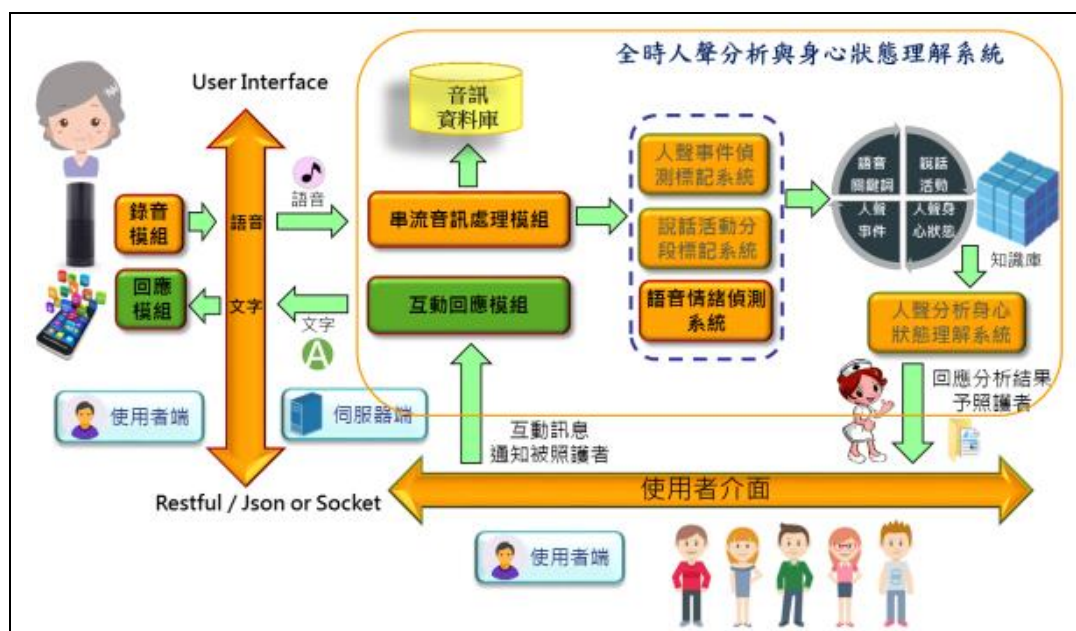 全時人聲分析與身心狀態理解系統
User Interface
音訊
資料庫
人聲事件偵
測標記系統
語音
關鍵詞
說話
活動
人聲
事件
人聲身
心狀態
知識庫
錄音
模組
語音
語音
串流音訊處理模組
說話活動分
段標記系統
回應
模組
文字
文字
A
互動回應模組
語音情緒偵測
系統
人聲分析身心
狀態理解系統
使用者端
伺服器端
互動訊息
通知被照護者
回應分析結果
予照護者
Restful / Json or Socket
使用者介面
使用者端